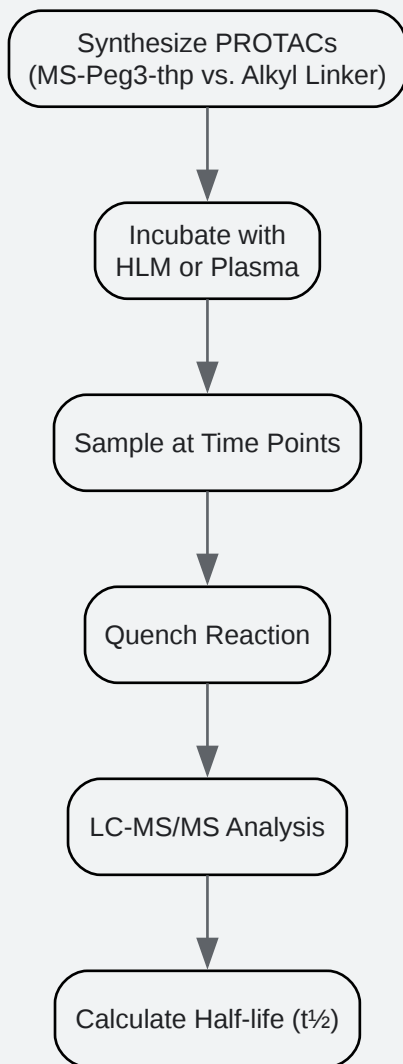 Synthesize PROTACs
(MS-Peg3-thp vs. Alkyl Linker)
Incubate with
HLM or Plasma
Sample at Time Points
Quench Reaction
LC-MS/MS Analysis
Calculate Half-life (t½)